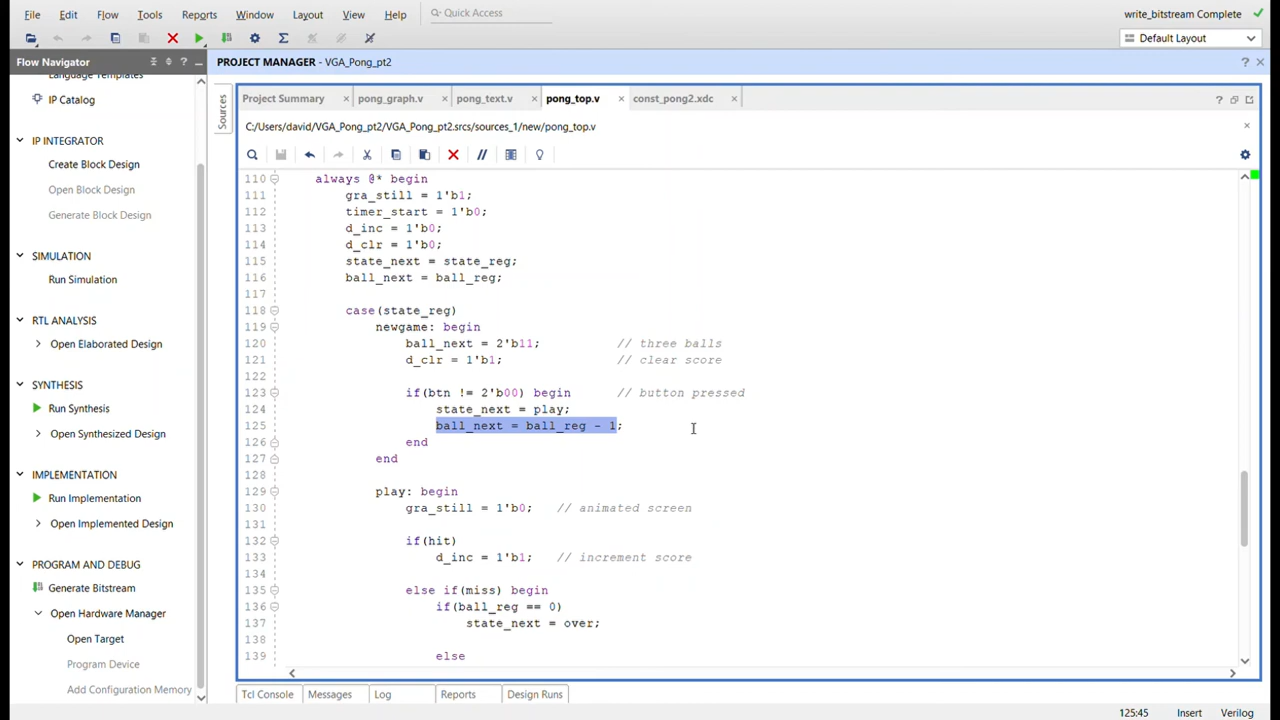 File Edit Flow Tools Reports Window Layout View Help Quick Access write_bitstream Complete
Default Layout
Flow Navigator
PROJECT MANAGER - VGA_Pong_pt2
Language Templates
IP Catalog
IP INTEGRATOR
Create Block Design
Open Block Design
Generate Block Design
SIMULATION
Run Simulation
RTL ANALYSIS
Open Elaborated Design
SYNTHESIS
Run Synthesis
Open Synthesized Design
IMPLEMENTATION
Run Implementation
Open Implemented Design
PROGRAM AND DEBUG
Generate Bitstream
Open Hardware Manager
Open Target
Program Device
Add Configuration Memory
Sources
Project Summary pong_graph.v pong_text.v pong_top.v const_pong2.xdc
C:/Users/david/VGA_Pong_pt2/VGA_Pong_pt2.srcs/sources_1/new/pong_top.v
110 always @* begin
111 gra_still = 1'b1;
112 timer_start = 1'b0;
113 d_inc = 1'b0;
114 d_clr = 1'b0;
115 state_next = state_reg;
116 ball_next = ball_reg;
117
118 case(state_reg)
119 newgame: begin
120 ball_next = 2'b11; // three balls
121 d_clr = 1'b1; // clear score
122
123 if(btn != 2'b00) begin // button pressed
124 state_next = play;
125 ball_next = ball_reg - 1;
126 end
127 end
128
129 play: begin
130 gra_still = 1'b0; // animated screen
131
132 if(hit)
133 d_inc = 1'b1; // increment score
134
135 else if(miss) begin
136 if(ball_reg == 0)
137 state_next = over;
138
139 else
Tcl Console Messages Log Reports Design Runs
125:45 Insert Verilog